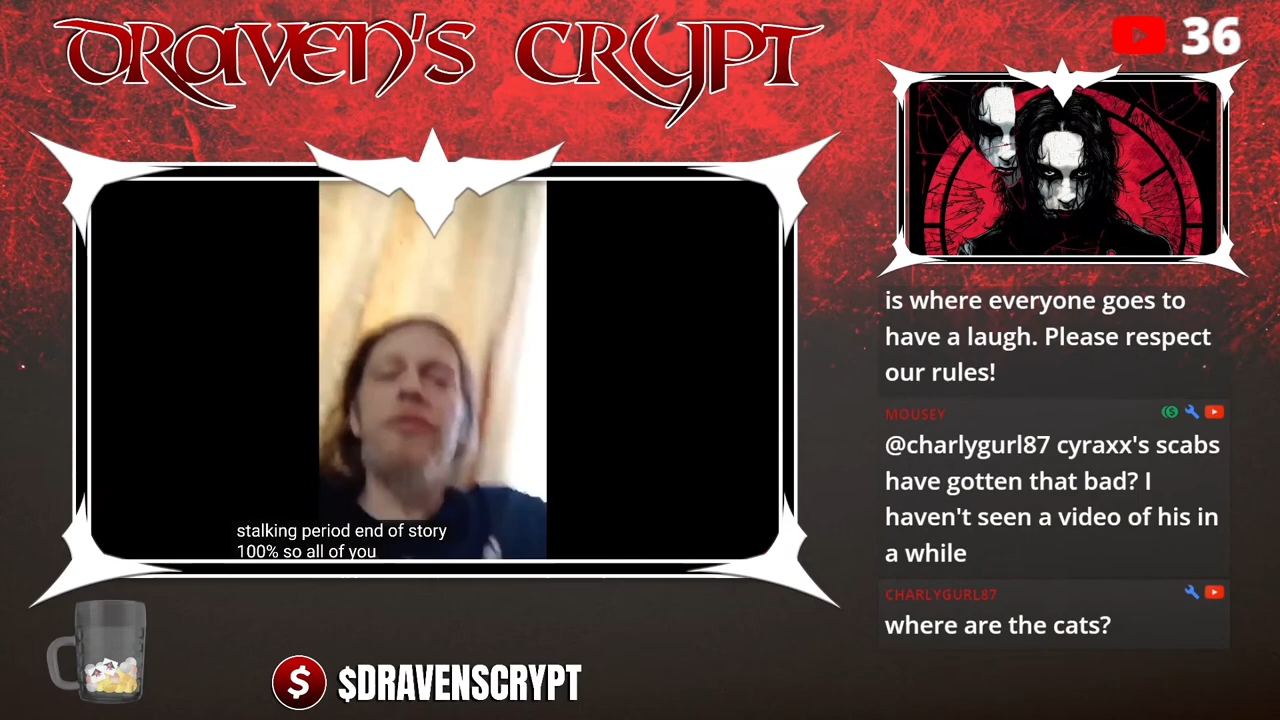 DRAVEN'S CRYPT
36
is where everyone goes to
have a laugh. Please respect
our rules!
MOUSEY
@charlygurl87 cyraxx's scabs
have gotten that bad? I
haven't seen a video of his in
a while
CHARLYGURL87
where are the cats?
stalking period end of story
100% so all of you
$ $DRAVENSCRYPT